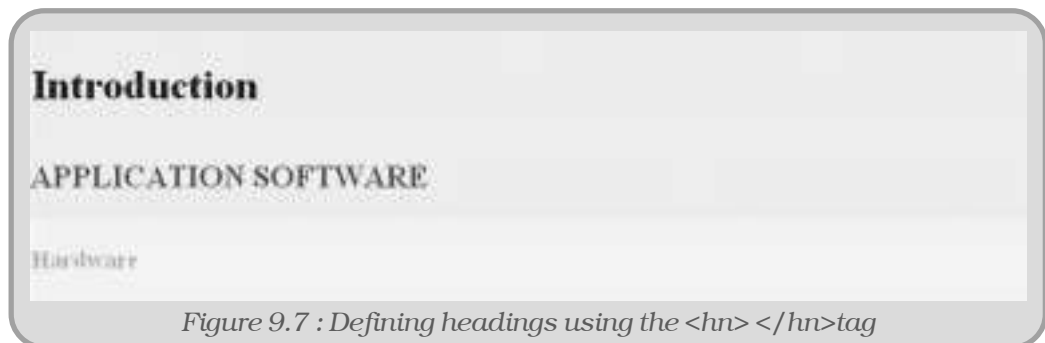 Introduction
APPLICATION SOFTWARE
Hardware
Figure 9.7 : Defining headings using the <hn> </hn>tag